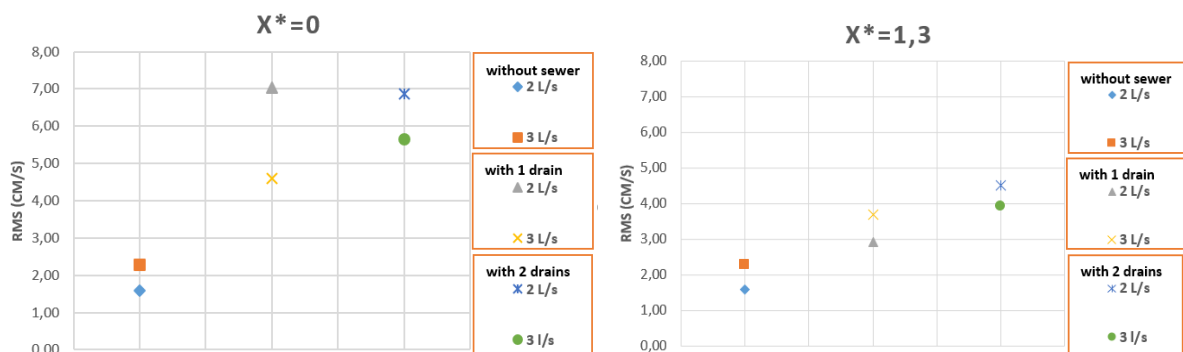 X*=0
8,00
7,00
6,00
5,00
4,00
3,00
2,00
1,00
0,00
RMS (CM/S)
without sewer
2 L/s
3 L/s
with 1 drain
2 L/s
3 L/s
with 2 drains
2 L/s
3 l/s
X*=1,3
8,00
7,00
6,00
5,00
4,00
3,00
2,00
1,00
0,00
RMS (CM/S)
without sewer
2 L/s
3 L/s
with 1 drain
2 L/s
3 L/s
with 2 drains
2 L/s
3 l/s